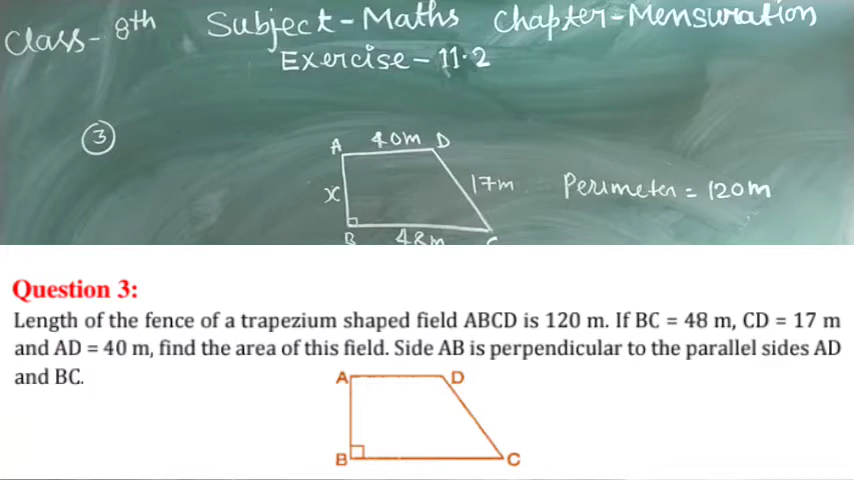 Class-8th Subject-Maths Chapter-Mensuration
Exercise-11.2
③
A 40m D
x 17m Perimeter = 120m
B 48m C
Question 3:
Length of the fence of a trapezium shaped field ABCD is 120 m. If BC = 48 m, CD = 17 m
and AD = 40 m, find the area of this field. Side AB is perpendicular to the parallel sides AD
and BC.
A D
B C